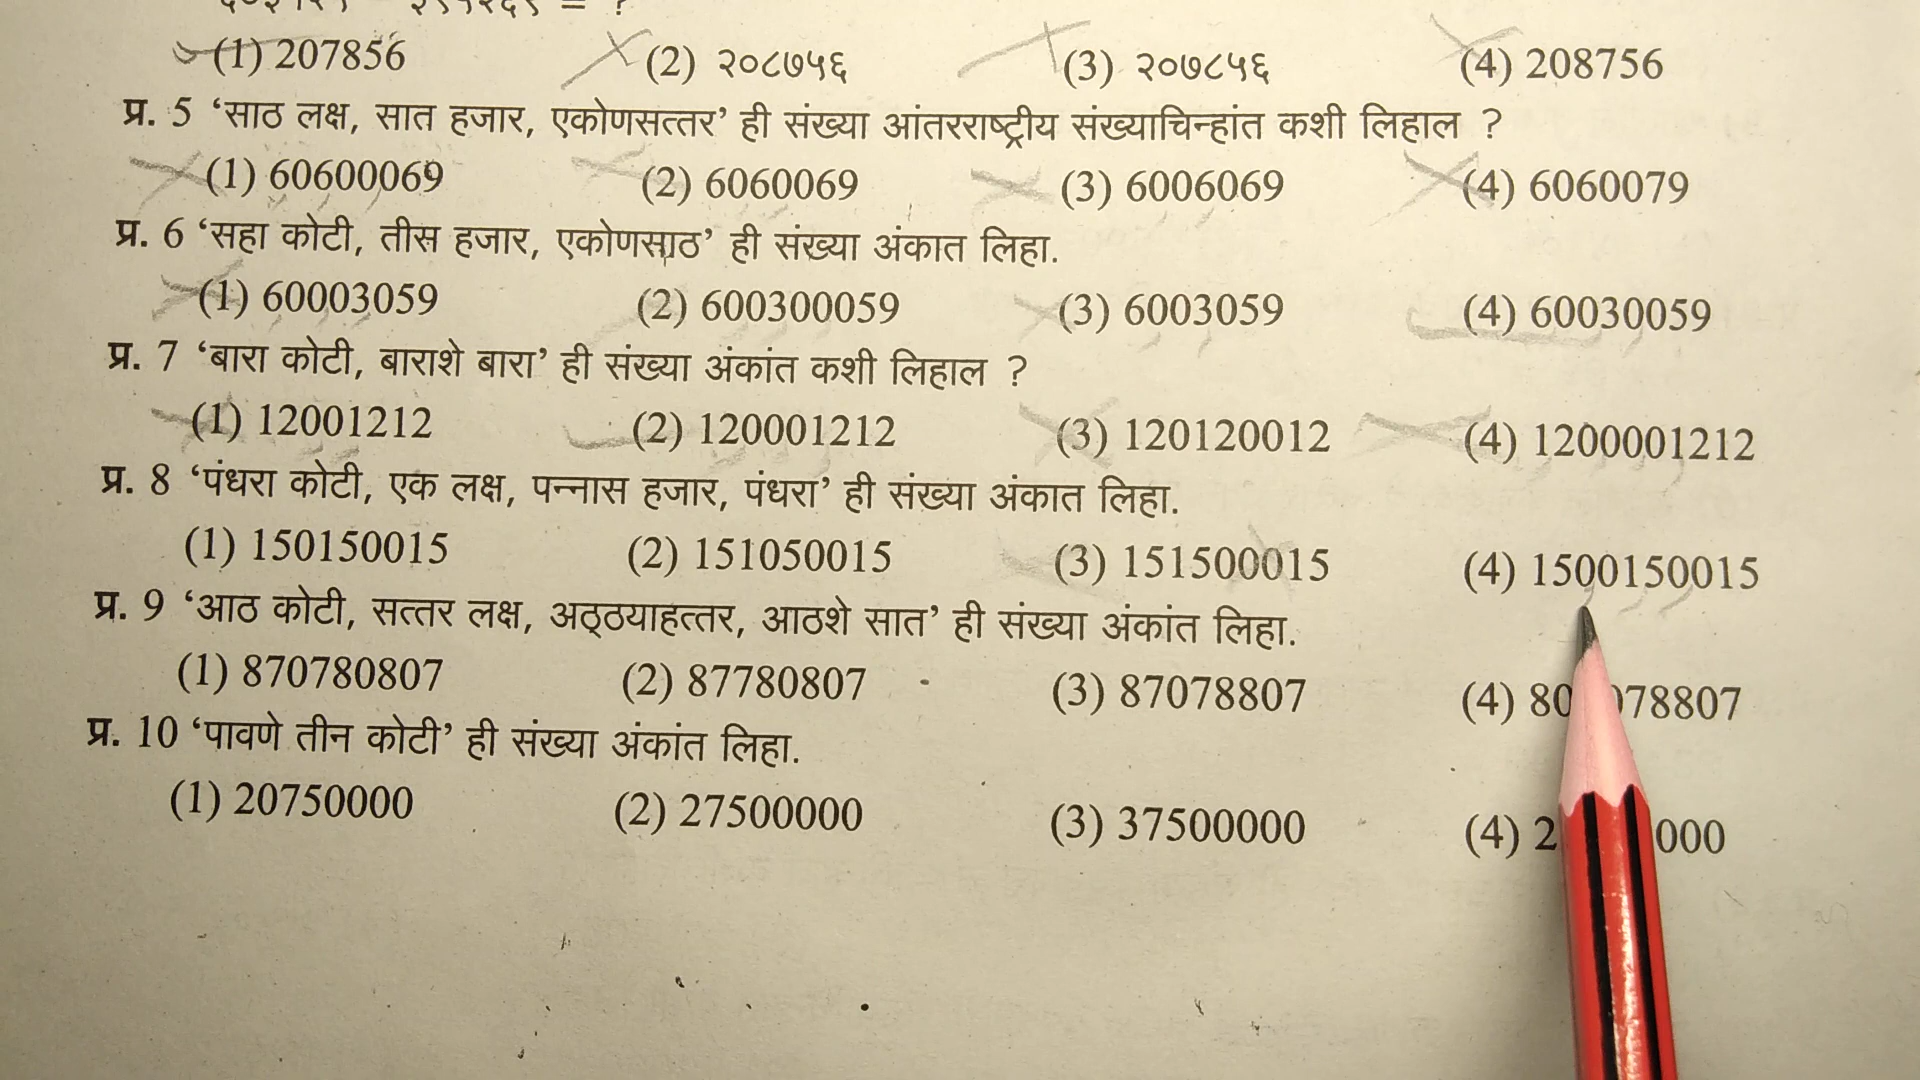 (1) 207856 (2) २०८७५६ (3) २०७८५६ (4) 208756
प्र. 5 ‘साठ लक्ष, सात हजार, एकोणसत्तर’ ही संख्या आंतरराष्ट्रीय संख्याचिन्हांत कशी लिहाल ?
(1) 60600069 (2) 6060069 (3) 6006069 (4) 6060079
प्र. 6 ‘सहा कोटी, तीस हजार, एकोणसाठ’ ही संख्या अंकात लिहा.
(1) 60003059 (2) 600300059 (3) 6003059 (4) 60030059
प्र. 7 ‘बारा कोटी, बाराशे बारा’ ही संख्या अंकांत कशी लिहाल ?
(1) 12001212 (2) 120001212 (3) 120120012 (4) 1200001212
प्र. 8 ‘पंधरा कोटी, एक लक्ष, पन्नास हजार, पंधरा’ ही संख्या अंकात लिहा.
(1) 150150015 (2) 151050015 (3) 151500015 (4) 1500150015
प्र. 9 ‘आठ कोटी, सत्तर लक्ष, अठ्ठयाहत्तर, आठशे सात’ ही संख्या अंकांत लिहा.
(1) 870780807 (2) 87780807 (3) 87078807 (4)
प्र. 10 ‘पावणे तीन कोटी’ ही संख्या अंकांत लिहा.
(1) 20750000 (2) 27500000 (3) 37500000 (4)